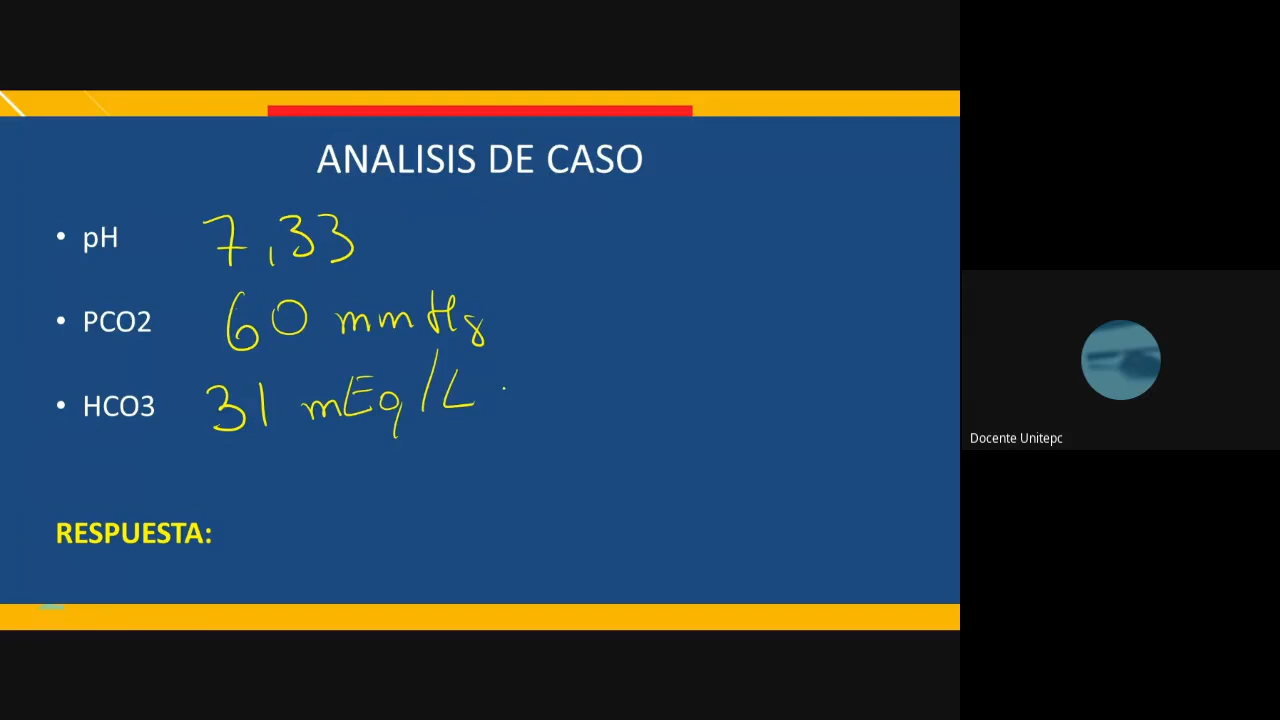 ANALISIS DE CASO
• pH 7,33
• PCO2 60 mmHg
• HCO3 31 mEq/L
RESPUESTA:
Docente Unitepc